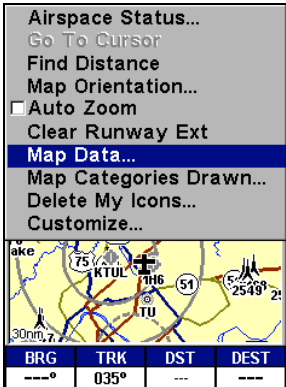 Airspace Status...
Go To Cursor
Find Distance
Map Orientation...
Auto Zoom
Clear Runway Ext
Map Data...
Map Categories Drawn...
Delete My Icons...
Customize...
ake
75
KTUL
1H6
51
2549'
TU
30nm
BRG TRK DST DEST
---° 035° --- ---